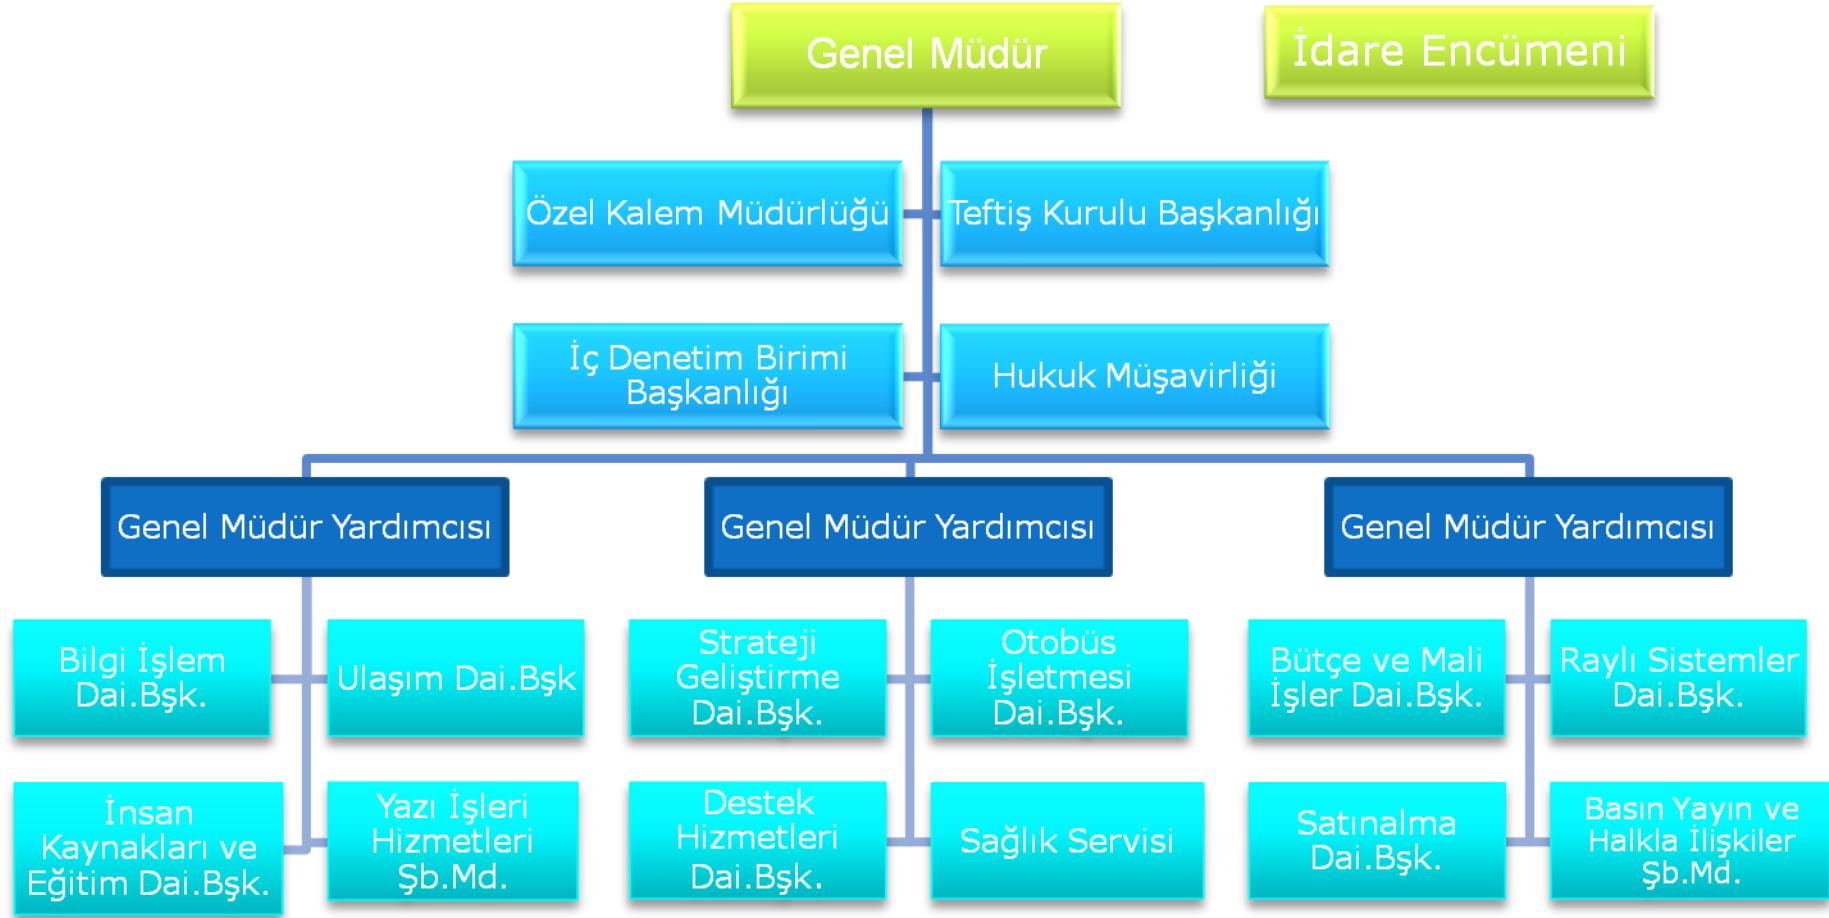 Genel Müdür
İdare Encümeni
Özel Kalem Müdürlüğü
Teftiş Kurulu Başkanlığı
İç Denetim Birimi
Başkanlığı
Hukuk Müşavirliği
Genel Müdür Yardımcısı
Genel Müdür Yardımcısı
Genel Müdür Yardımcısı
Bilgi İşlem
Dai.Bşk.
Ulaşım Dai.Bşk
Strateji
Geliştirme
Dai.Bşk.
Otobüs
İşletmesi
Dai.Bşk.
Bütçe ve Mali
İşler Dai.Bşk.
Raylı Sistemler
Dai.Bşk.
İnsan
Kaynakları ve
Eğitim Dai.Bşk.
Yazı İşleri
Hizmetleri
Şb.Md.
Destek
Hizmetleri
Dai.Bşk.
Sağlık Servisi
Satınalma
Dai.Bşk.
Basın Yayın ve
Halkla İlişkiler
Şb.Md.